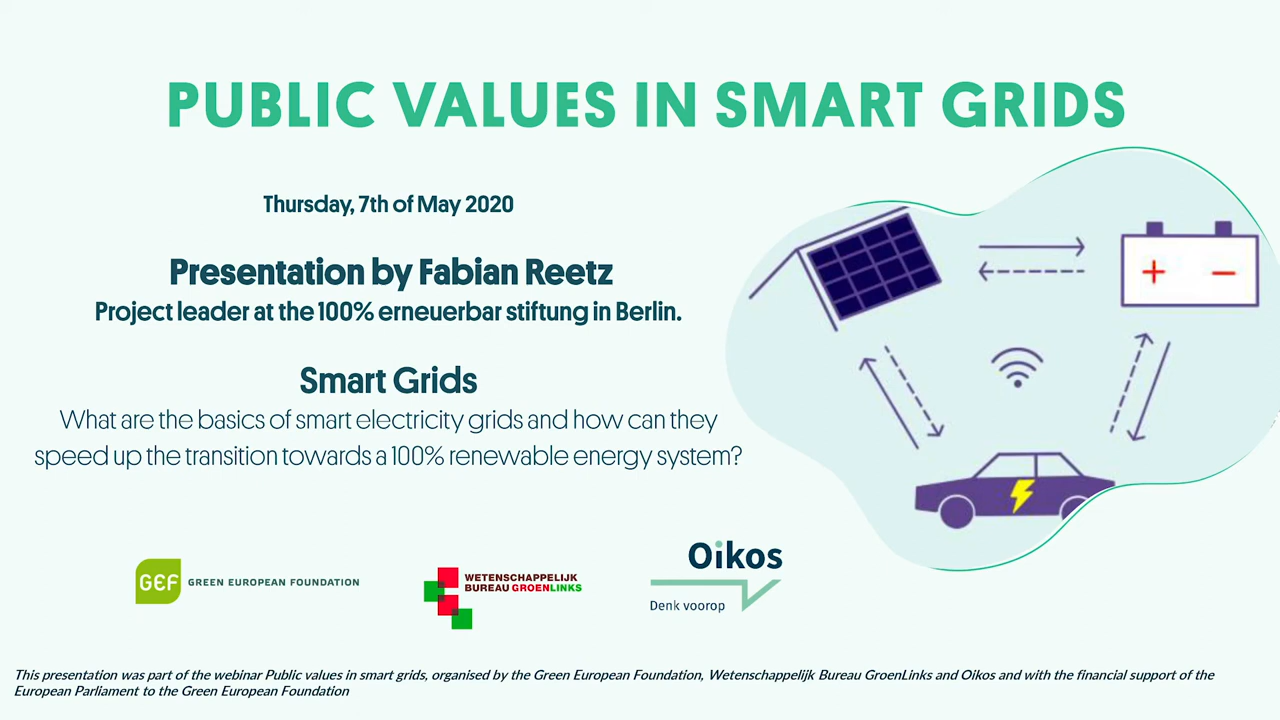 PUBLIC VALUES IN SMART GRIDS
Thursday, 7th of May 2020
Presentation by Fabian Reetz
Project leader at the 100% erneuerbar stiftung in Berlin.
Smart Grids
What are the basics of smart electricity grids and how can they
speed up the transition towards a 100% renewable energy system?
+ −
GEF GREEN EUROPEAN FOUNDATION
WETENSCHAPPELIJK
BUREAU GROENLINKS
Oikos
Denk voorop
This presentation was part of the webinar Public values in smart grids, organised by the Green European Foundation, Wetenschappelijk Bureau GroenLinks and Oikos and with the financial support of the
European Parliament to the Green European Foundation